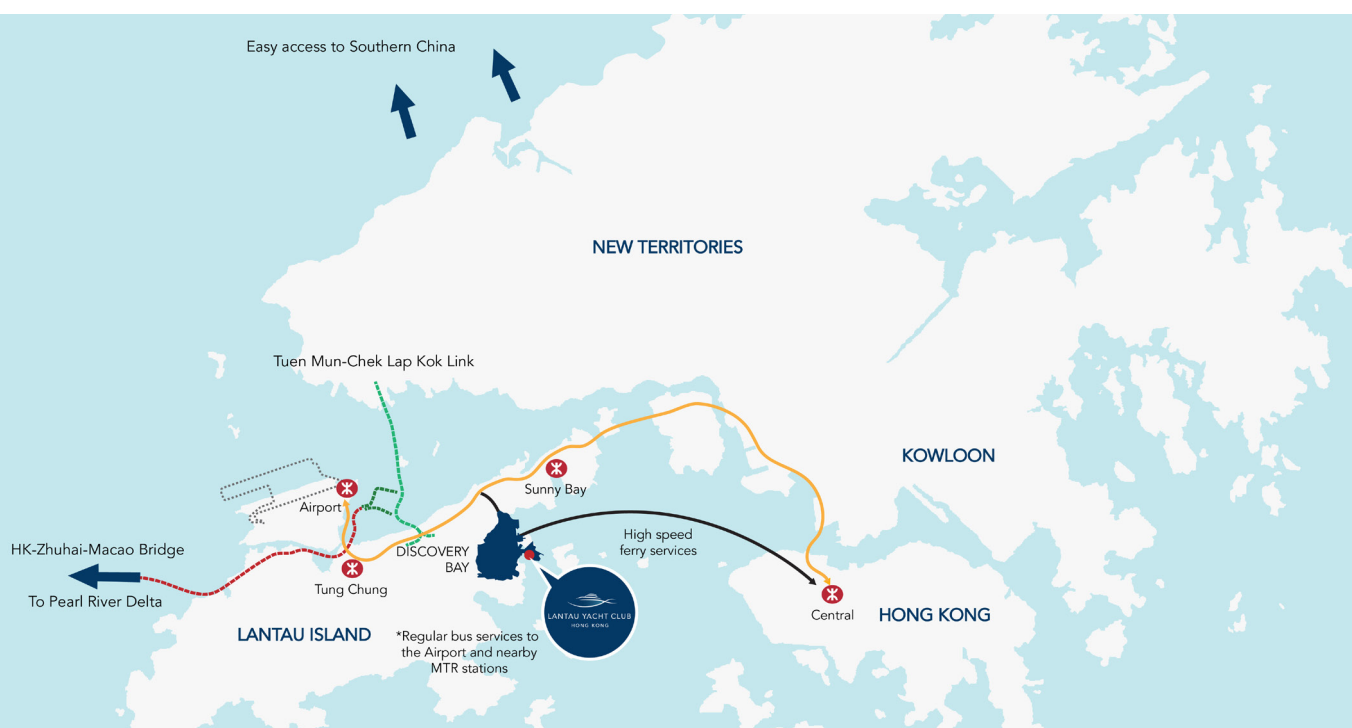 Easy access to Southern China
NEW TERRITORIES
Tuen Mun-Chek Lap Kok Link
KOWLOON
Sunny Bay
Airport
High speed
ferry services
HK-Zhuhai-Macao Bridge
DISCOVERY
BAY
To Pearl River Delta
Tung Chung
LANTAU YACHT CLUB
HONG KONG
Central
HONG KONG
LANTAU ISLAND
*Regular bus services to
the Airport and nearby
MTR stations